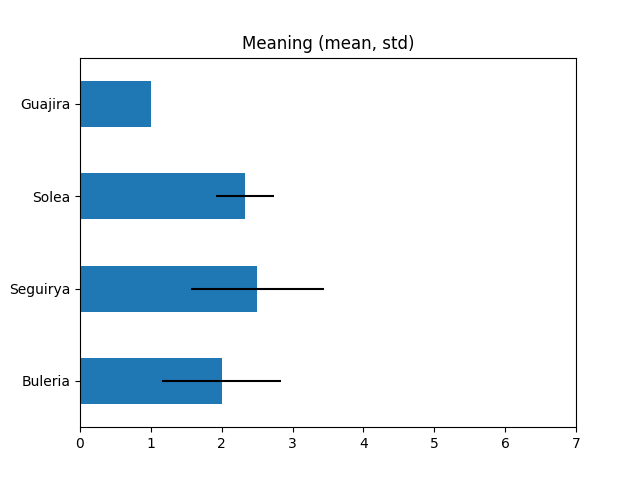 Meaning (mean, std)
Guajira
Solea
Seguirya
Buleria
0 1 2 3 4 5 6 7